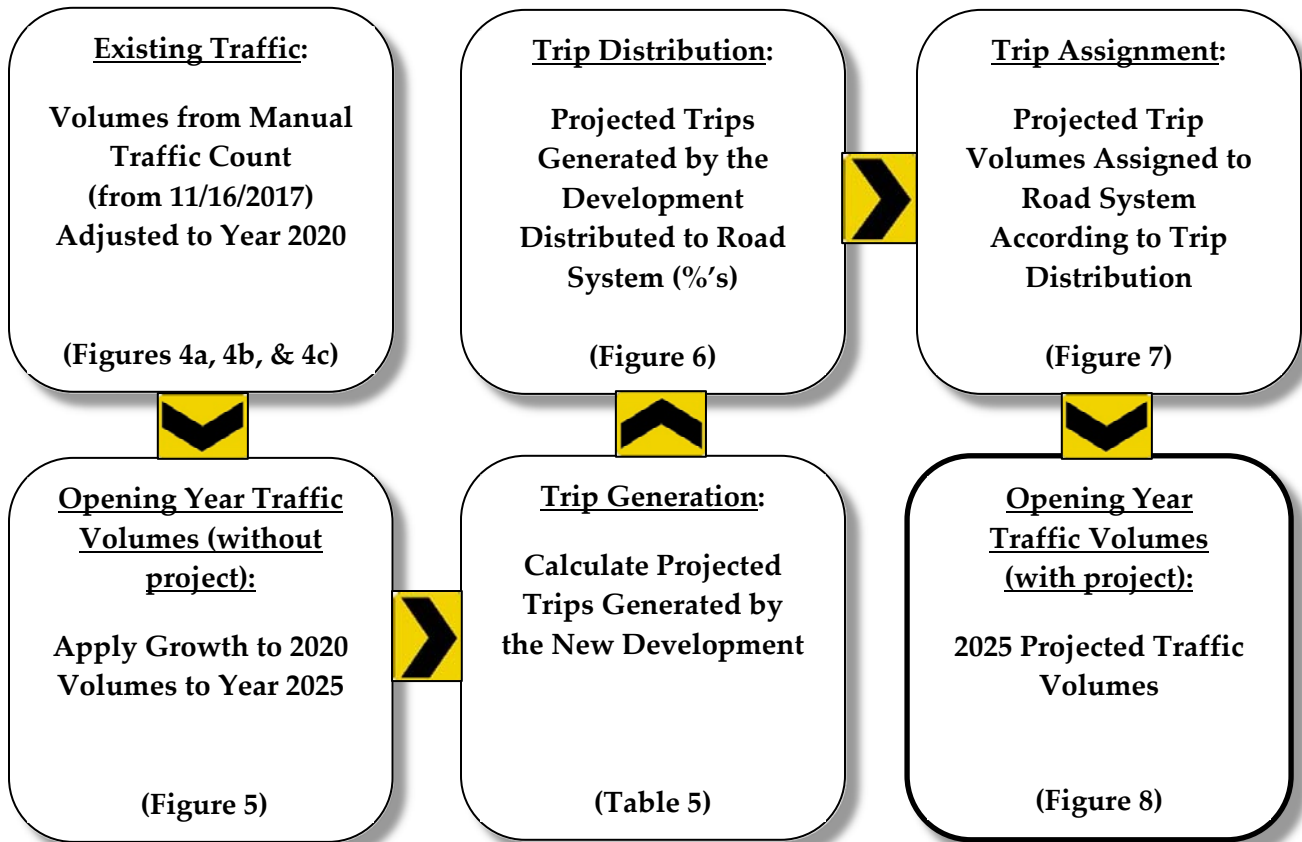 Existing Traffic:
Volumes from Manual
Traffic Count
(from 11/16/2017)
Adjusted to Year 2020
(Figures 4a, 4b, & 4c)
Opening Year Traffic
Volumes (without
project):
Apply Growth to 2020
Volumes to Year 2025
(Figure 5)
Trip Generation:
Calculate Projected
Trips Generated by
the New Development
(Table 5)
Trip Distribution:
Projected Trips
Generated by the
Development
Distributed to Road
System (%’s)
(Figure 6)
Trip Assignment:
Projected Trip
Volumes Assigned to
Road System
According to Trip
Distribution
(Figure 7)
Opening Year
Traffic Volumes
(with project):
2025 Projected Traffic
Volumes
(Figure 8)